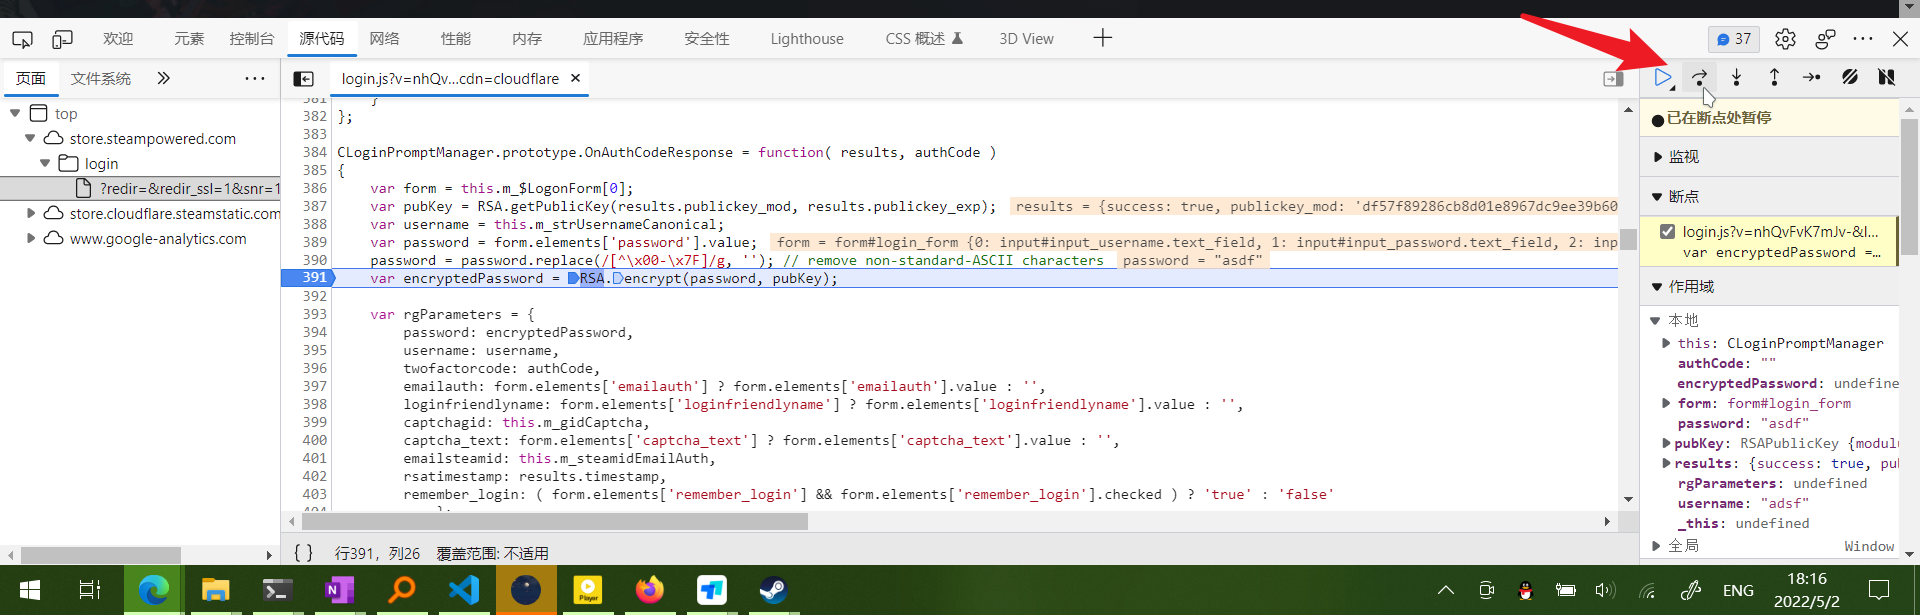 欢迎 元素 控制台 源代码 网络 性能 内存 应用程序 安全性 Lighthouse CSS 概述 3D View 37
页面 文件系统
login.js?v=nhQv...cdn=cloudflare
top
store.steampowered.com
login
?redir=&redir_ssl=1&snr=1
store.cloudflare.steamstatic.com
www.google-analytics.com
381 }
382 };
383
384 CLoginPromptManager.prototype.OnAuthCodeResponse = function( results, authCode )
385 {
386 var form = this.m_$LogonForm[0];
387 var pubKey = RSA.getPublicKey(results.publickey_mod, results.publickey_exp); results = {success: true, publickey_mod: 'df57f89286cb8d01e8967dc9ee39b60
388 var username = this.m_strUsernameCanonical;
389 var password = form.elements['password'].value; form = form#login_form {0: input#input_username.text_field, 1: input#input_password.text_field, 2: inp
390 password = password.replace(/[^\x00-\x7F]/g, ''); // remove non-standard-ASCII characters password = "asdf"
391 var encryptedPassword = RSA.encrypt(password, pubKey);
392
393 var rgParameters = {
394 password: encryptedPassword,
395 username: username,
396 twofactorcode: authCode,
397 emailauth: form.elements['emailauth'] ? form.elements['emailauth'].value : '',
398 loginfriendlyname: form.elements['loginfriendlyname'] ? form.elements['loginfriendlyname'].value : '',
399 captchagid: this.m_gidCaptcha,
400 captcha_text: form.elements['captcha_text'] ? form.elements['captcha_text'].value : '',
401 emailsteamid: this.m_steamidEmailAuth,
402 rsatimestamp: results.timestamp,
403 remember_login: ( form.elements['remember_login'] && form.elements['remember_login'].checked ) ? 'true' : 'false'
404 };
{ } 行391, 列26 覆盖范围: 不适用
已在断点处暂停
监视
断点
login.js?v=nhQvFvK7mJv-&l...
var encryptedPassword =...
作用域
本地
this: CLoginPromptManager
authCode: ""
encryptedPassword: undefine
form: form#login_form
password: "asdf"
pubKey: RSAPublicKey {modul
results: {success: true, pu
rgParameters: undefined
username: "adsf"
_this: undefined
全局 Window
Player
ENG
18:16
2022/5/2